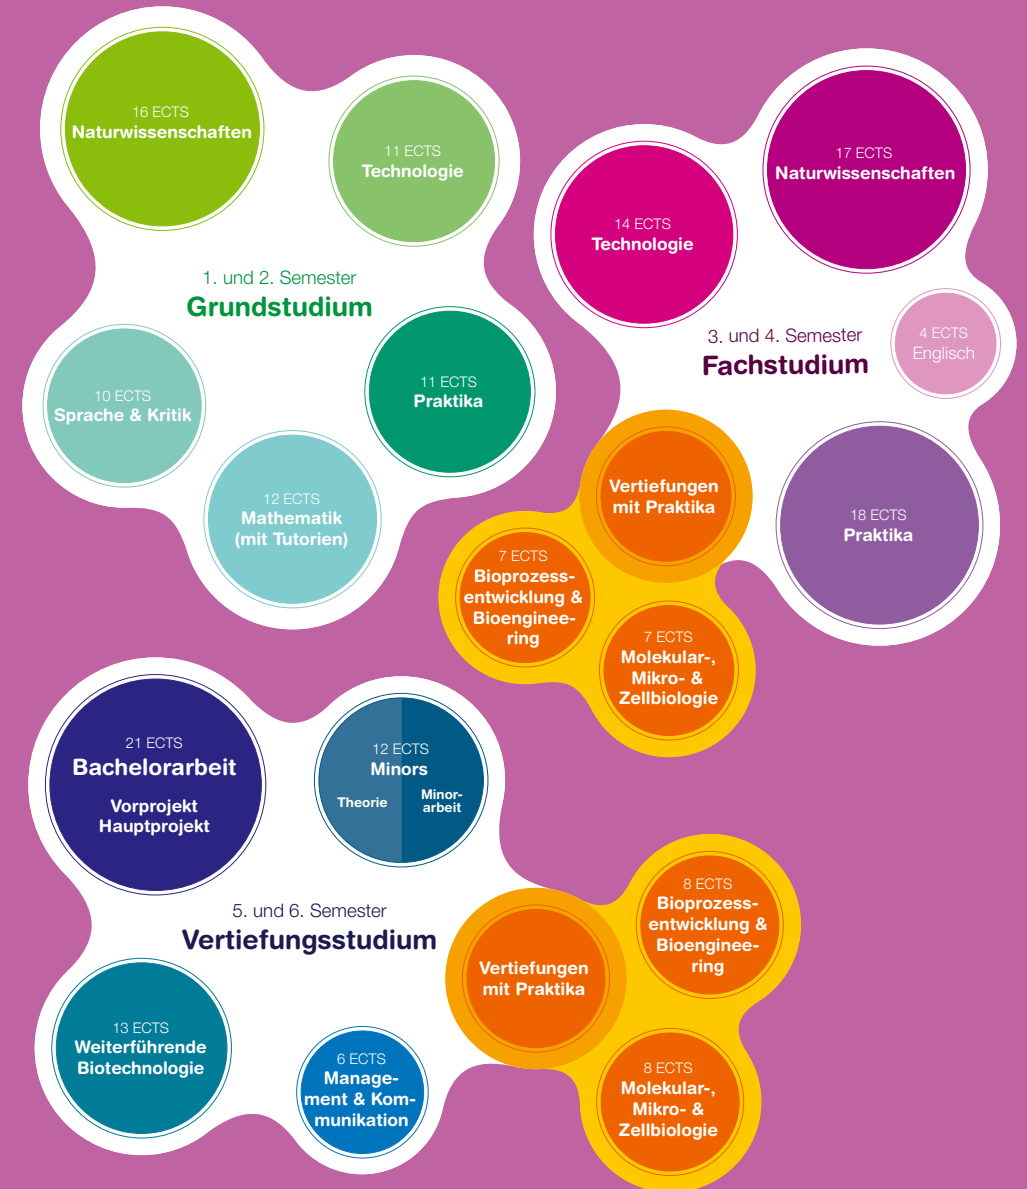 16 ECTS
Naturwissenschaften
11 ECTS
Technologie
1. und 2. Semester
Grundstudium
10 ECTS
Sprache & Kritik
11 ECTS
Praktika
12 ECTS
Mathematik
(mit Tutorien)
17 ECTS
Naturwissenschaften
14 ECTS
Technologie
3. und 4. Semester
Fachstudium
4 ECTS
Englisch
18 ECTS
Praktika
Vertiefungen
mit Praktika
7 ECTS
Bioprozess-
entwicklung &
Bioenginee-
ring
7 ECTS
Molekular-,
Mikro- &
Zellbiologie
21 ECTS
Bachelorarbeit
Vorprojekt
Hauptprojekt
12 ECTS
Minors
Theorie
Minor-
arbeit
5. und 6. Semester
Vertiefungsstudium
13 ECTS
Weiterführende
Biotechnologie
6 ECTS
Manage-
ment & Kom-
munikation
Vertiefungen
mit Praktika
8 ECTS
Bioprozess-
entwicklung &
Bioenginee-
ring
8 ECTS
Molekular-,
Mikro- &
Zellbiologie